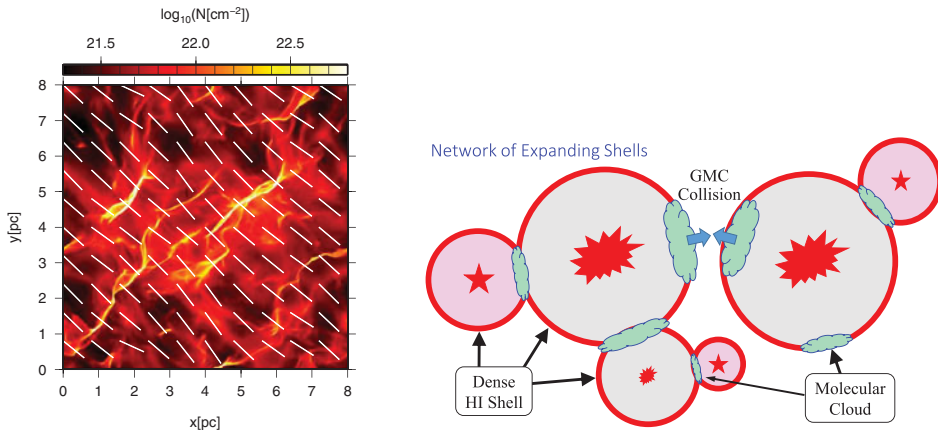 log₁₀(N[cm⁻²])
21.5 22.0 22.5
8
7
6
5
4
3
2
1
0
y[pc]
0 1 2 3 4 5 6 7 8
x[pc]
Network of Expanding Shells
GMC
Collision
Dense
HI Shell
Molecular
Cloud